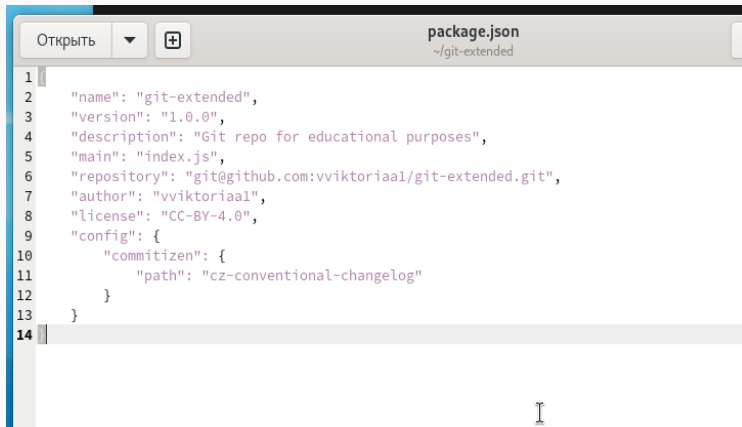 Открыть
package.json
~/git-extended
1 {
2 "name": "git-extended",
3 "version": "1.0.0",
4 "description": "Git repo for educational purposes",
5 "main": "index.js",
6 "repository": "git@github.com:vviktoriaal/git-extended.git",
7 "author": "vviktoriaal",
8 "license": "CC-BY-4.0",
9 "config": {
10 "commitizen": {
11 "path": "cz-conventional-changelog"
12 }
13 }
14 }